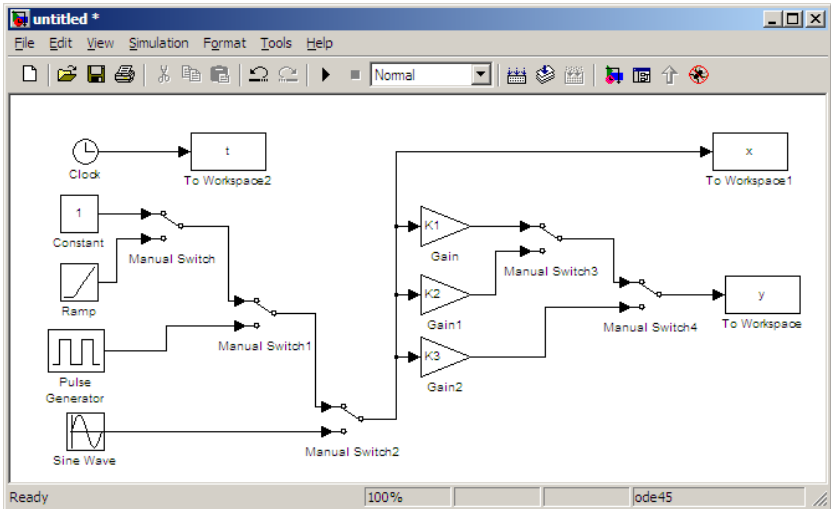 untitled *
File Edit View Simulation Format Tools Help
Normal
t
x
Clock
To Workspace2
To Workspace1
1
Constant
Manual Switch
K1
Gain
Manual Switch3
Ramp
K2
Gain1
y
Manual Switch1
Manual Switch4
To Workspace
K3
Pulse
Generator
Gain2
Sine Wave
Manual Switch2
Ready 100% ode45